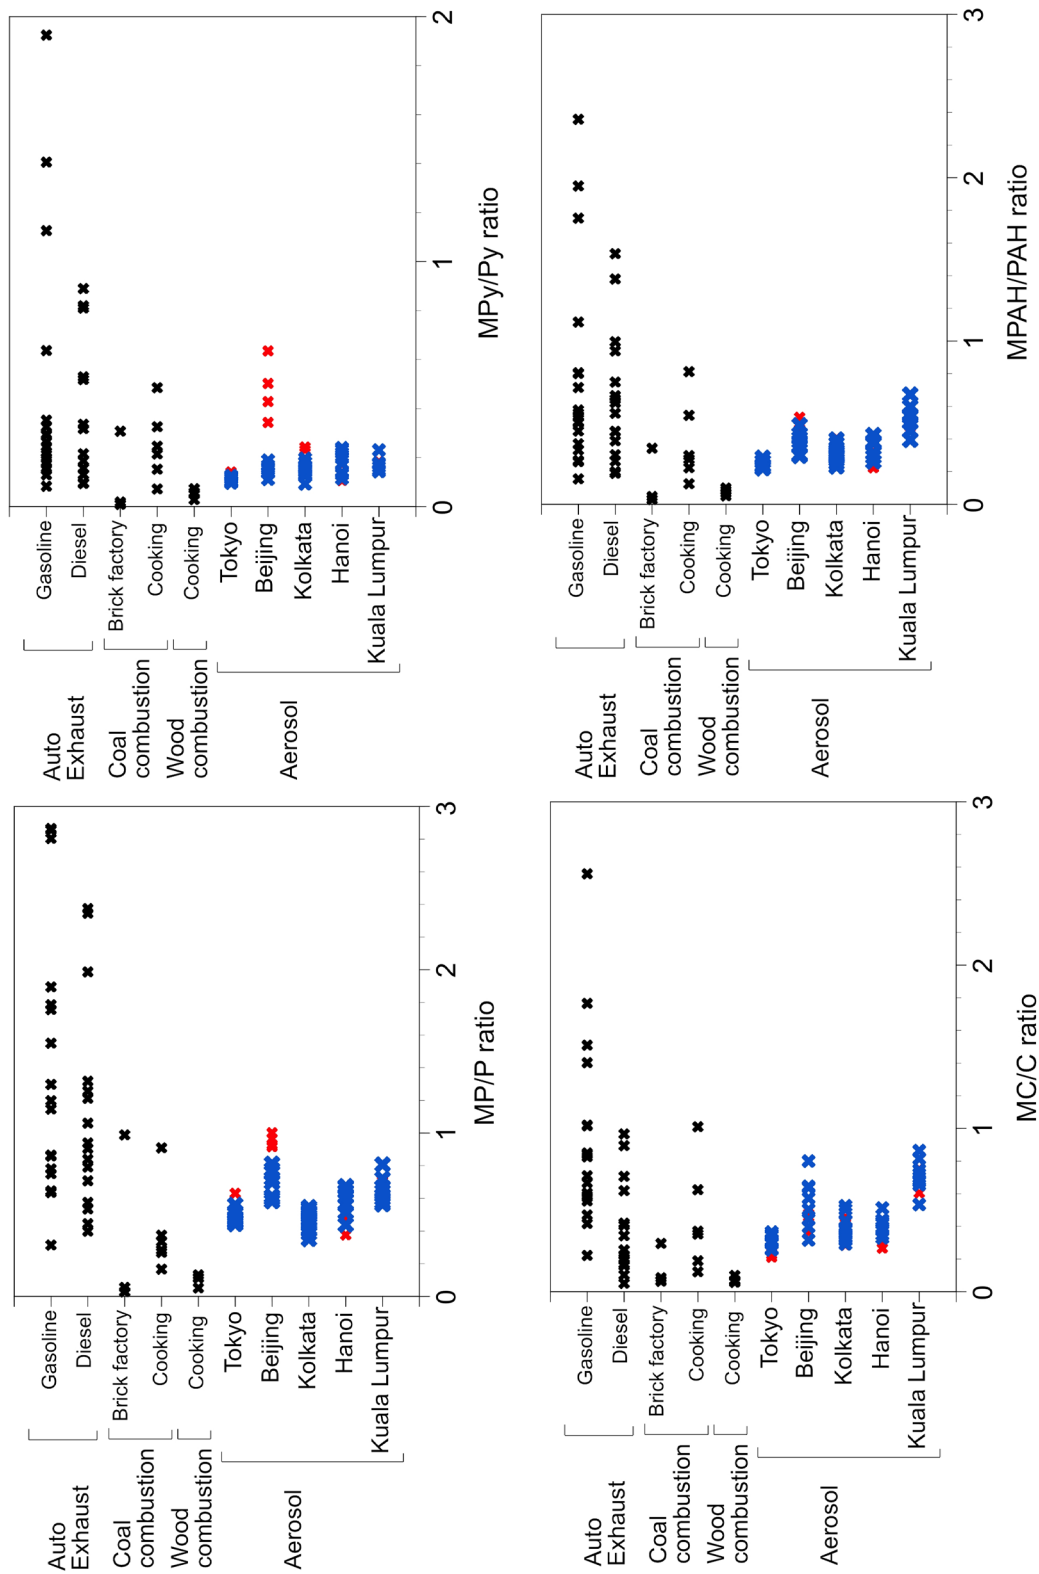 Gasoline
Diesel
Brick factory
Cooking
Cooking
Tokyo
Beijing
Kolkata
Hanoi
Kuala Lumpur
Auto
Exhaust
Coal
combustion
Wood
combustion
Aerosol
0
1
2
MPy/Py ratio
Gasoline
Diesel
Brick factory
Cooking
Cooking
Tokyo
Beijing
Kolkata
Hanoi
Kuala Lumpur
Auto
Exhaust
Coal
combustion
Wood
combustion
Aerosol
0
1
2
3
MPAH/PAH ratio
Gasoline
Diesel
Brick factory
Cooking
Cooking
Tokyo
Beijing
Kolkata
Hanoi
Kuala Lumpur
Auto
Exhaust
Coal
combustion
Wood
combustion
Aerosol
0
1
2
3
MP/P ratio
Gasoline
Diesel
Brick factory
Cooking
Cooking
Tokyo
Beijing
Kolkata
Hanoi
Kuala Lumpur
Auto
Exhaust
Coal
combustion
Wood
combustion
Aerosol
0
1
2
3
MC/C ratio